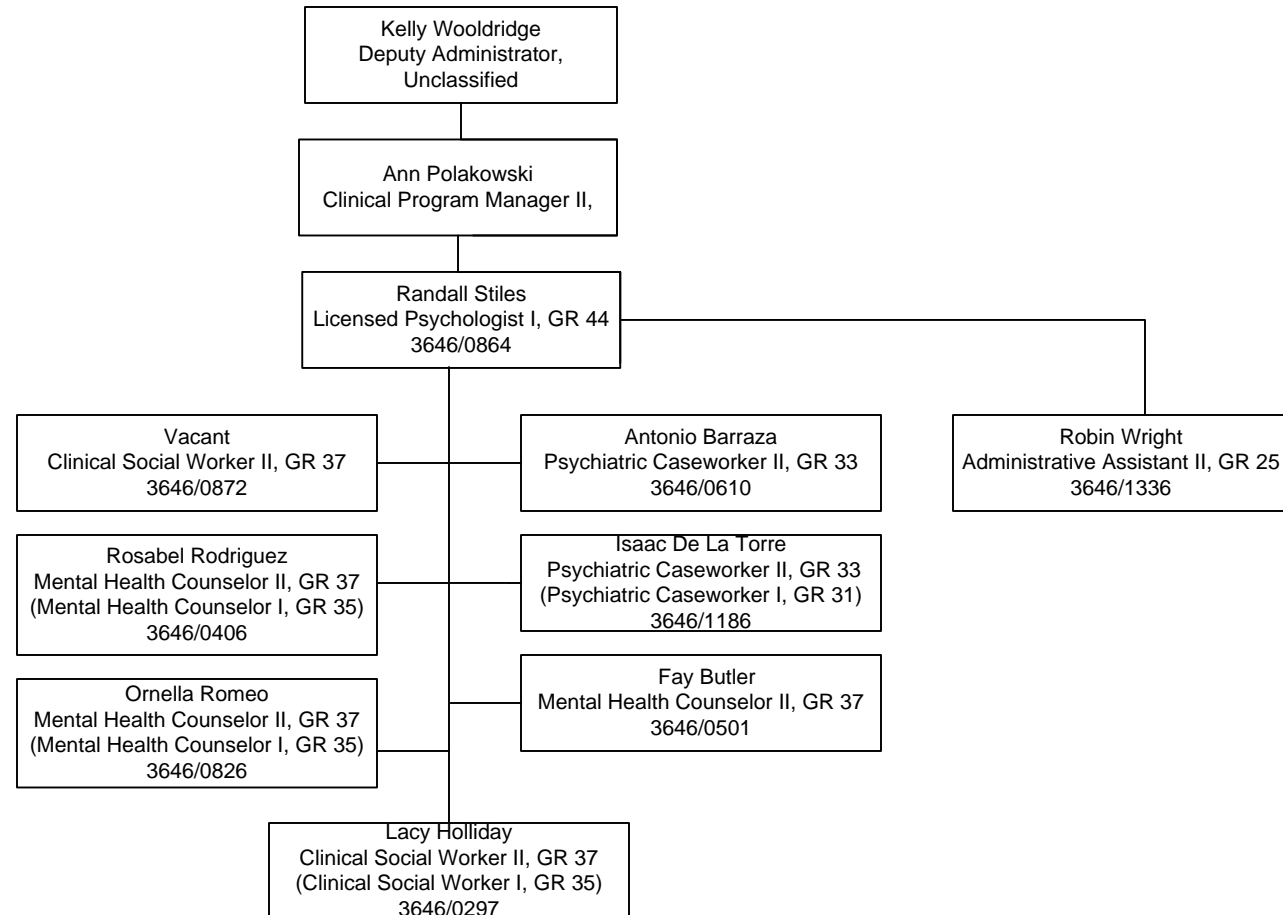 Kelly Wooldridge
Deputy Administrator,
Unclassified
Ann Polakowski
Clinical Program Manager II,
Randall Stiles
Licensed Psychologist I, GR 44
3646/0864
Vacant
Clinical Social Worker II, GR 37
3646/0872
Antonio Barraza
Psychiatric Caseworker II, GR 33
3646/0610
Robin Wright
Administrative Assistant II, GR 25
3646/1336
Rosabel Rodriguez
Mental Health Counselor II, GR 37
(Mental Health Counselor I, GR 35)
3646/0406
Isaac De La Torre
Psychiatric Caseworker II, GR 33
(Psychiatric Caseworker I, GR 31)
3646/1186
Ornella Romeo
Mental Health Counselor II, GR 37
(Mental Health Counselor I, GR 35)
3646/0826
Fay Butler
Mental Health Counselor II, GR 37
3646/0501
Lacy Holliday
Clinical Social Worker II, GR 37
(Clinical Social Worker I, GR 35)
3646/0297